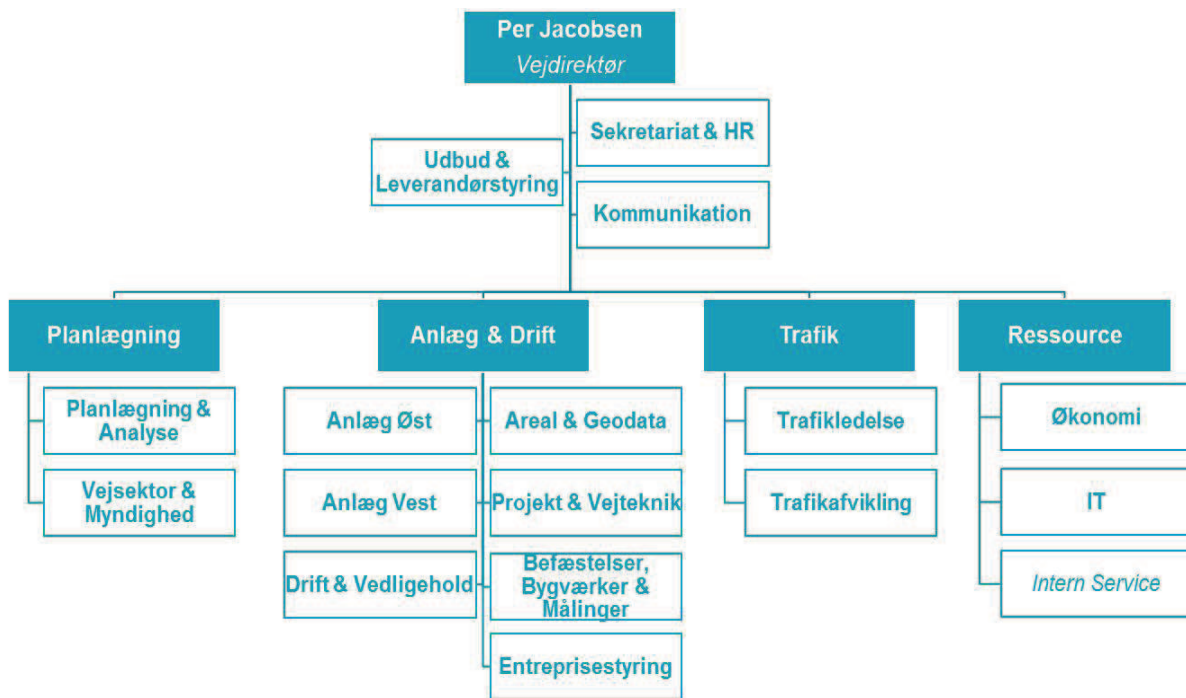 Per Jacobsen
Vejdirektør
Sekretariat & HR
Udbud &
Leverandørstyring
Kommunikation
Planlægning
Anlæg & Drift
Trafik
Ressource
Planlægning &
Analyse
Vejsektor &
Myndighed
Anlæg Øst
Anlæg Vest
Drift & Vedligehold
Areal & Geodata
Projekt & Vejteknik
Befæstelser,
Bygværker &
Målinger
Entreprisestyring
Trafikledelse
Trafikafvikling
Økonomi
IT
Intern Service